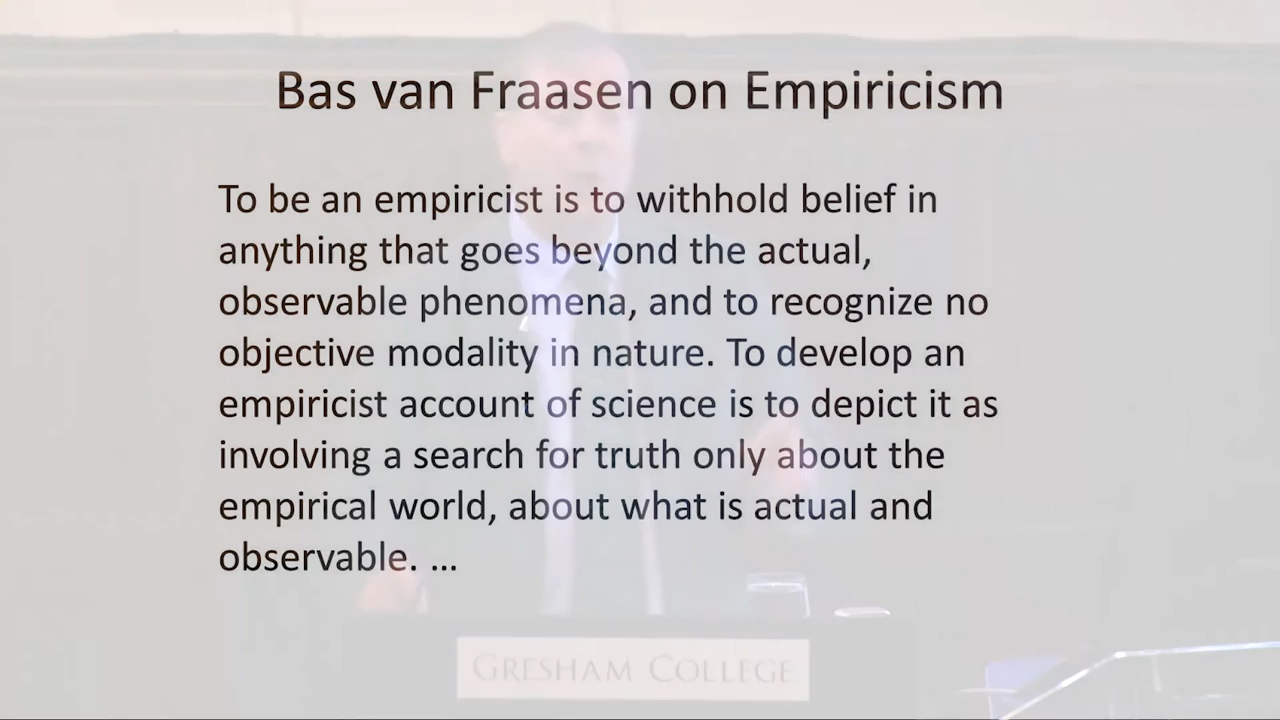 Bas van Fraasen on Empiricism
To be an empiricist is to withhold belief in
anything that goes beyond the actual,
observable phenomena, and to recognize no
objective modality in nature. To develop an
empiricist account of science is to depict it as
involving a search for truth only about the
empirical world, about what is actual and
observable. ...
GRESHAM COLLEGE